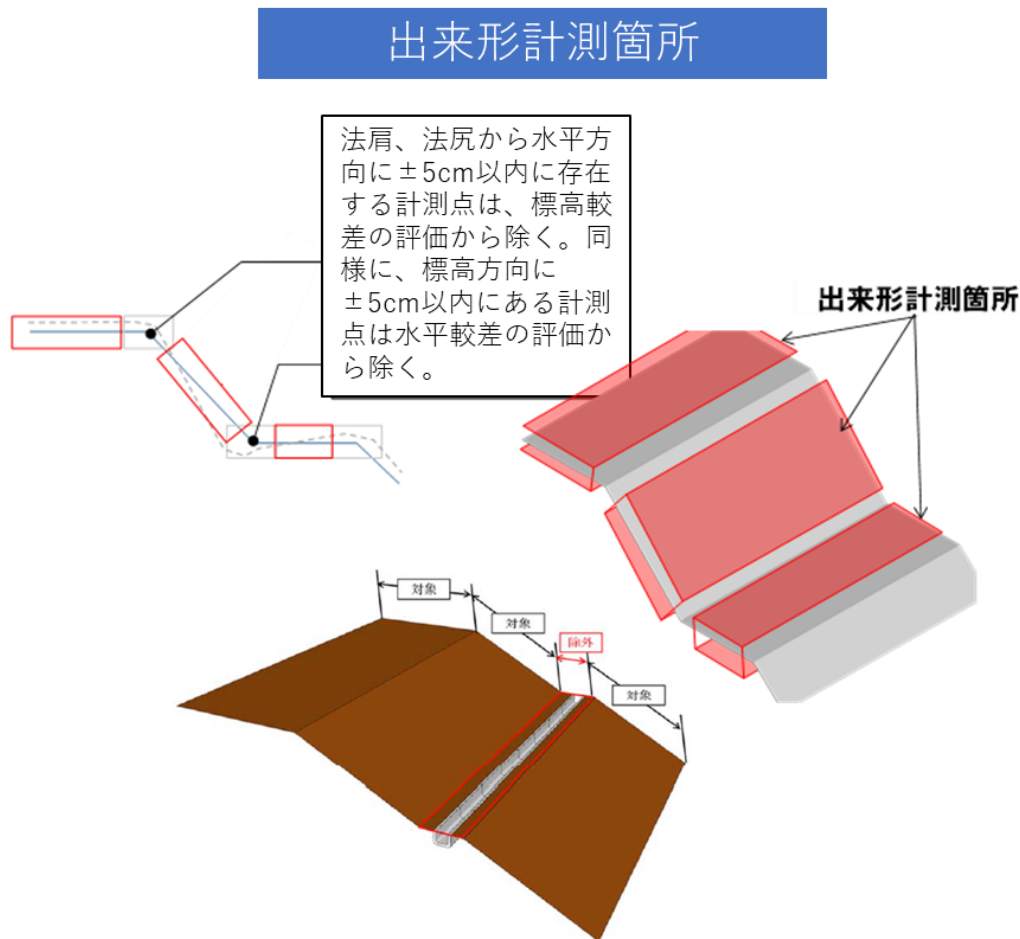 出来形計測箇所
法肩、法尻から水平方
向に±5cm以内に存在
する計測点は、標高較
差の評価から除く。同
様に、標高方向に
±5cm以内にある計測
点は水平較差の評価か
ら除く。
出来形計測箇所
対象
対象
除外
対象